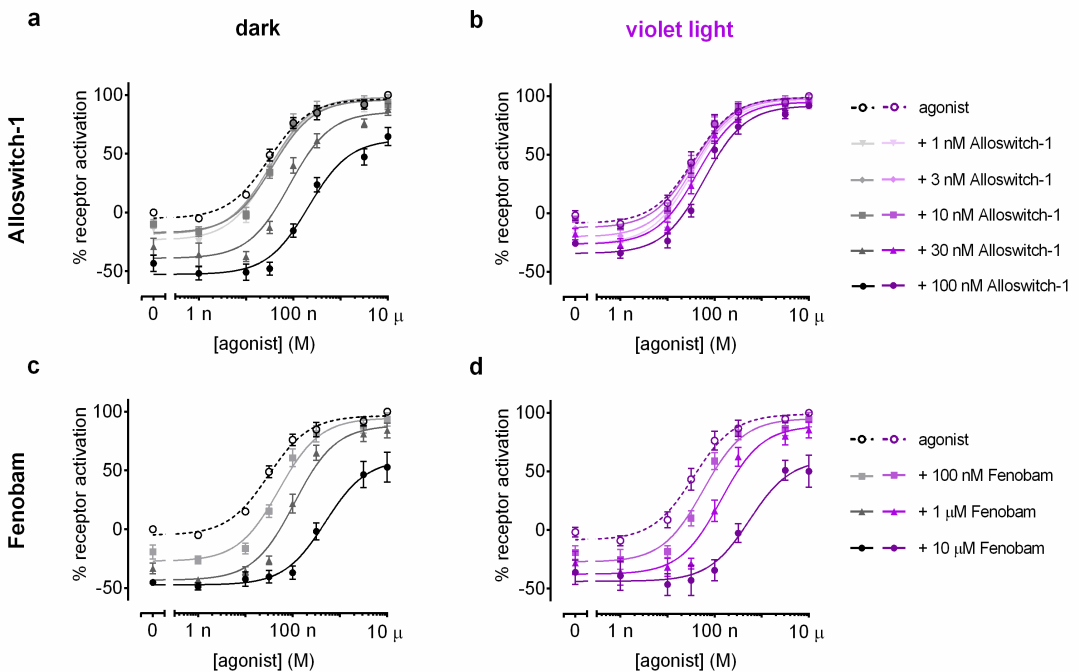 a
dark
b
violet light
Alloswitch-1
% receptor activation
100
50
0
-50
0
1 n
100 n
10 μ
[agonist] (M)
% receptor activation
100
50
0
-50
0
1 n
100 n
10 μ
[agonist] (M)
agonist
+ 1 nM Alloswitch-1
+ 3 nM Alloswitch-1
+ 10 nM Alloswitch-1
+ 30 nM Alloswitch-1
+ 100 nM Alloswitch-1
c
d
Fenobam
% receptor activation
100
50
0
-50
0
1 n
100 n
10 μ
[agonist] (M)
% receptor activation
100
50
0
-50
0
1 n
100 n
10 μ
[agonist] (M)
agonist
+ 100 nM Fenobam
+ 1 μM Fenobam
+ 10 μM Fenobam